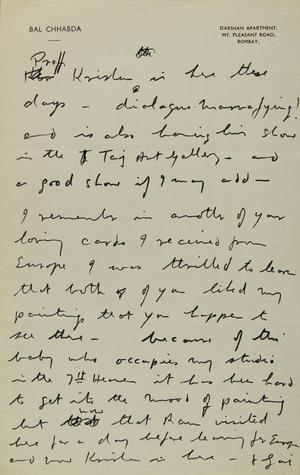 BAL CHHABDA
DARSHAN APARTMENT,
MT. PLEASANT ROAD,
BOMBAY.
Proff. Krishen is here these
days – dialogue
and is also having his show
in the Taj Art Gallery – and
a good show if I may add –
I remember in another of your
loving cards I received from
Europe I was thrilled to learn
that both of you liked my
paintings that you happen to
see there – because of this
baby who occupies my studio
in the 7th Heaven it has been hard
to get into the mood of painting
but now that Ram visited
here for a day before leaving for Europe
and now Krishen is here –